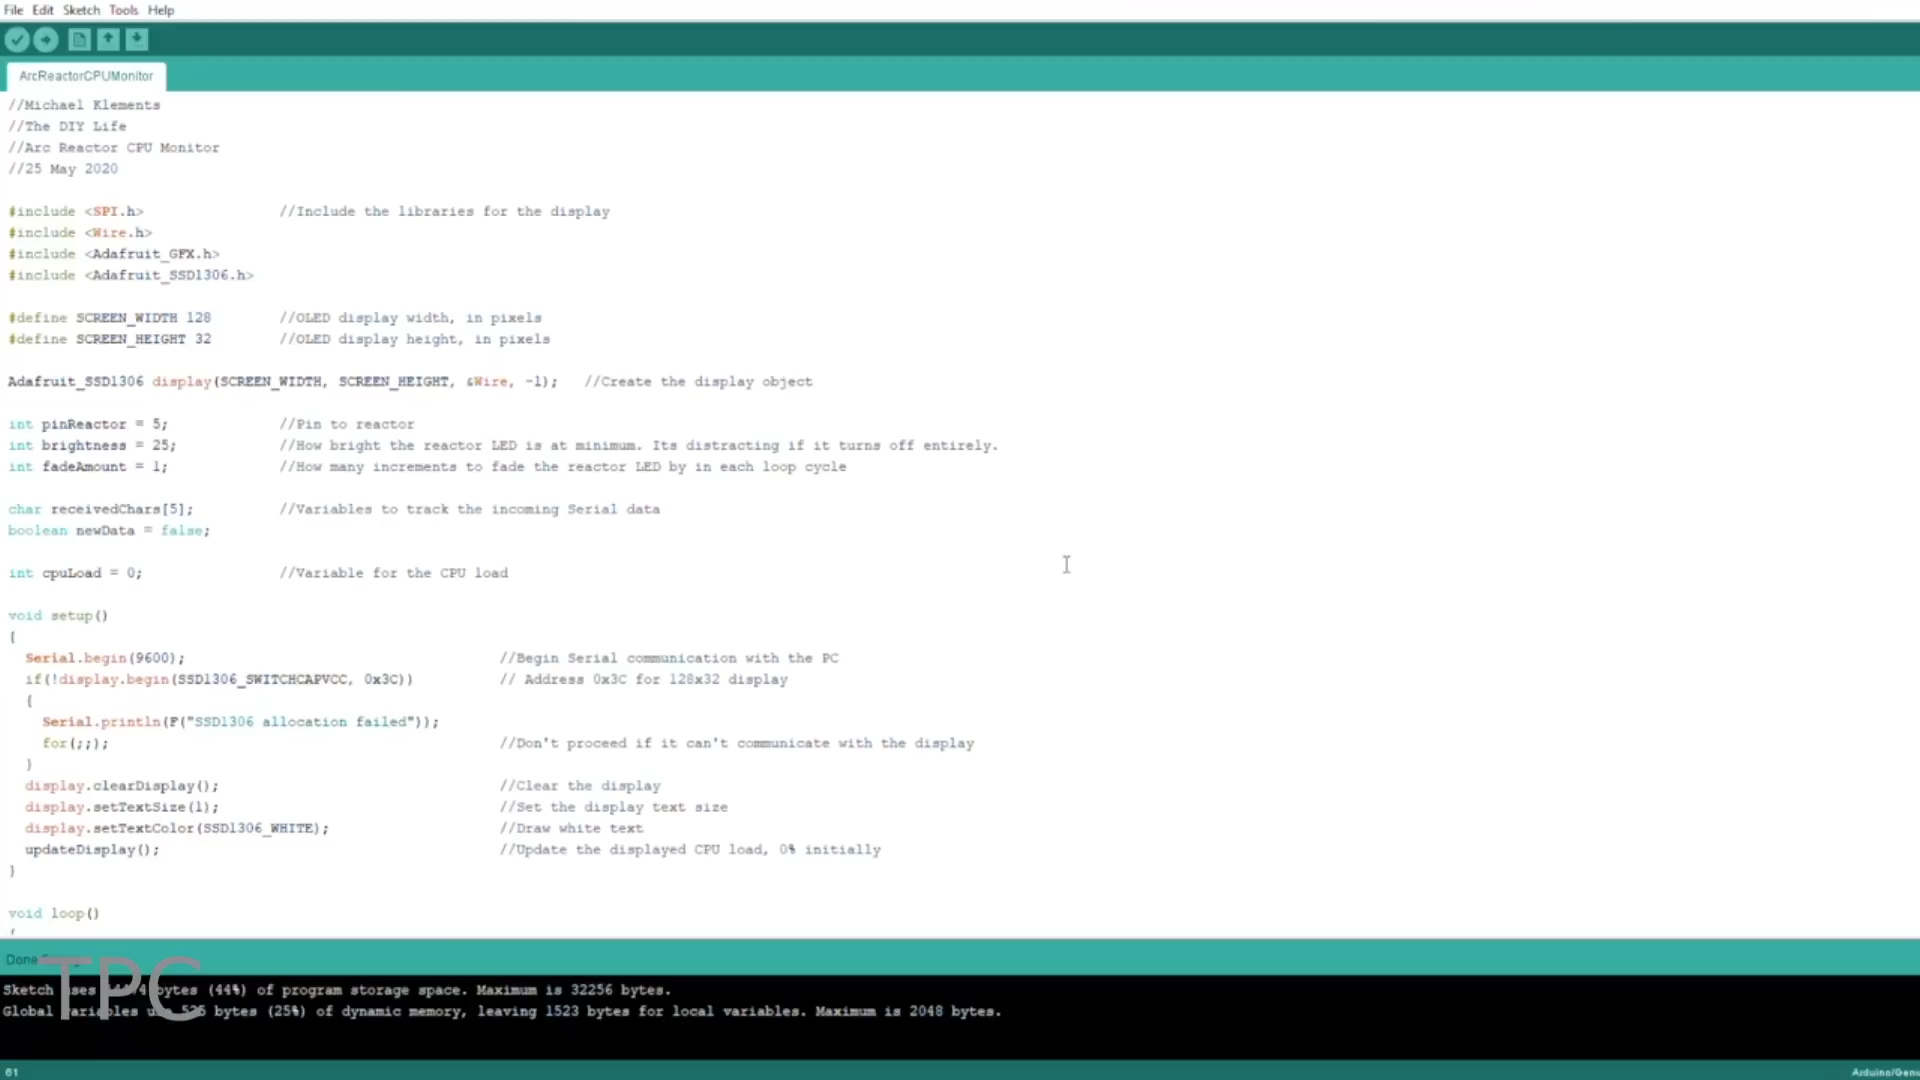 File Edit Sketch Tools Help
ArcReactorCPUMonitor
//Michael Klements
//The DIY Life
//Arc Reactor CPU Monitor
//25 May 2020
#include <SPI.h> //Include the libraries for the display
#include <Wire.h>
#include <Adafruit_GFX.h>
#include <Adafruit_SSD1306.h>
#define SCREEN_WIDTH 128 //OLED display width, in pixels
#define SCREEN_HEIGHT 32 //OLED display height, in pixels
Adafruit_SSD1306 display(SCREEN_WIDTH, SCREEN_HEIGHT, &Wire, -1); //Create the display object
int pinReactor = 5; //Pin to reactor
int brightness = 25; //How bright the reactor LED is at minimum. Its distracting if it turns off entirely.
int fadeAmount = 1; //How many increments to fade the reactor LED by in each loop cycle
char receivedChars[5]; //Variables to track the incoming Serial data
boolean newData = false;
int cpuLoad = 0; //Variable for the CPU load
void setup()
{
Serial.begin(9600); //Begin Serial communication with the PC
if(!display.begin(SSD1306_SWITCHCAPVCC, 0x3C)) // Address 0x3C for 128x32 display
{
Serial.println(F("SSD1306 allocation failed"));
for(;;); //Don't proceed if it can't communicate with the display
}
display.clearDisplay(); //Clear the display
display.setTextSize(1); //Set the display text size
display.setTextColor(SSD1306_WHITE); //Draw white text
updateDisplay(); //Update the displayed CPU load, 0% initially
}
void loop()
{
Done
TPC
Sketch bytes (44%) of program storage space. Maximum is 32256 bytes.
Global bytes (25%) of dynamic memory, leaving 1523 bytes for local variables. Maximum is 2048 bytes.
61